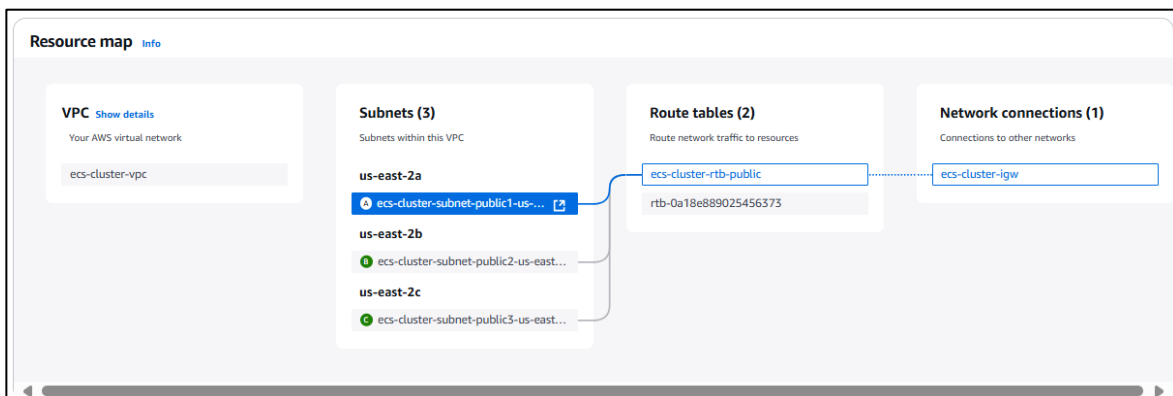 Resource map Info
VPC Show details
Your AWS virtual network
ecs-cluster-vpc
Subnets (3)
Subnets within this VPC
us-east-2a
A ecs-cluster-subnet-public1-us-...
us-east-2b
B ecs-cluster-subnet-public2-us-east...
us-east-2c
C ecs-cluster-subnet-public3-us-east...
Route tables (2)
Route network traffic to resources
ecs-cluster-rtb-public
rtb-0a18e889025456373
Network connections (1)
Connections to other networks
ecs-cluster-igw